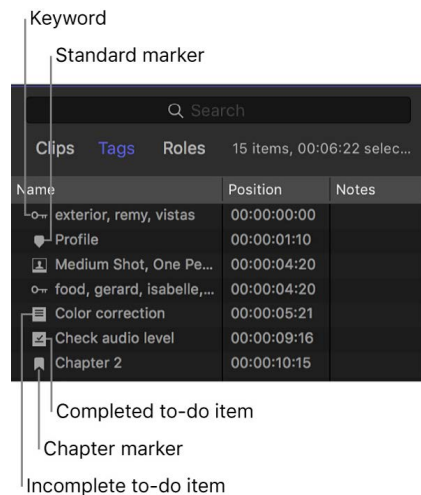 Keyword
Standard marker
Search
Clips Tags Roles 15 items, 00:06:22 selec...
Name Position Notes
exterior, remy, vistas 00:00:00:00
Profile 00:00:01:10
Medium Shot, One Pe... 00:00:04:20
food, gerard, isabelle,... 00:00:04:20
Color correction 00:00:05:21
Check audio level 00:00:09:16
Chapter 2 00:00:10:15
Completed to-do item
Chapter marker
Incomplete to-do item